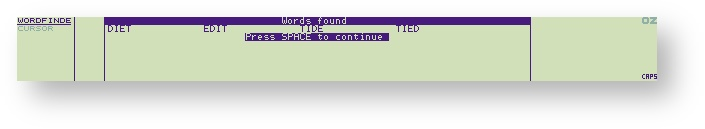 WORDFINDE
CURSOR
Words found
DIET EDIT TIDE TIED
Press SPACE to continue
OZ
CAPS